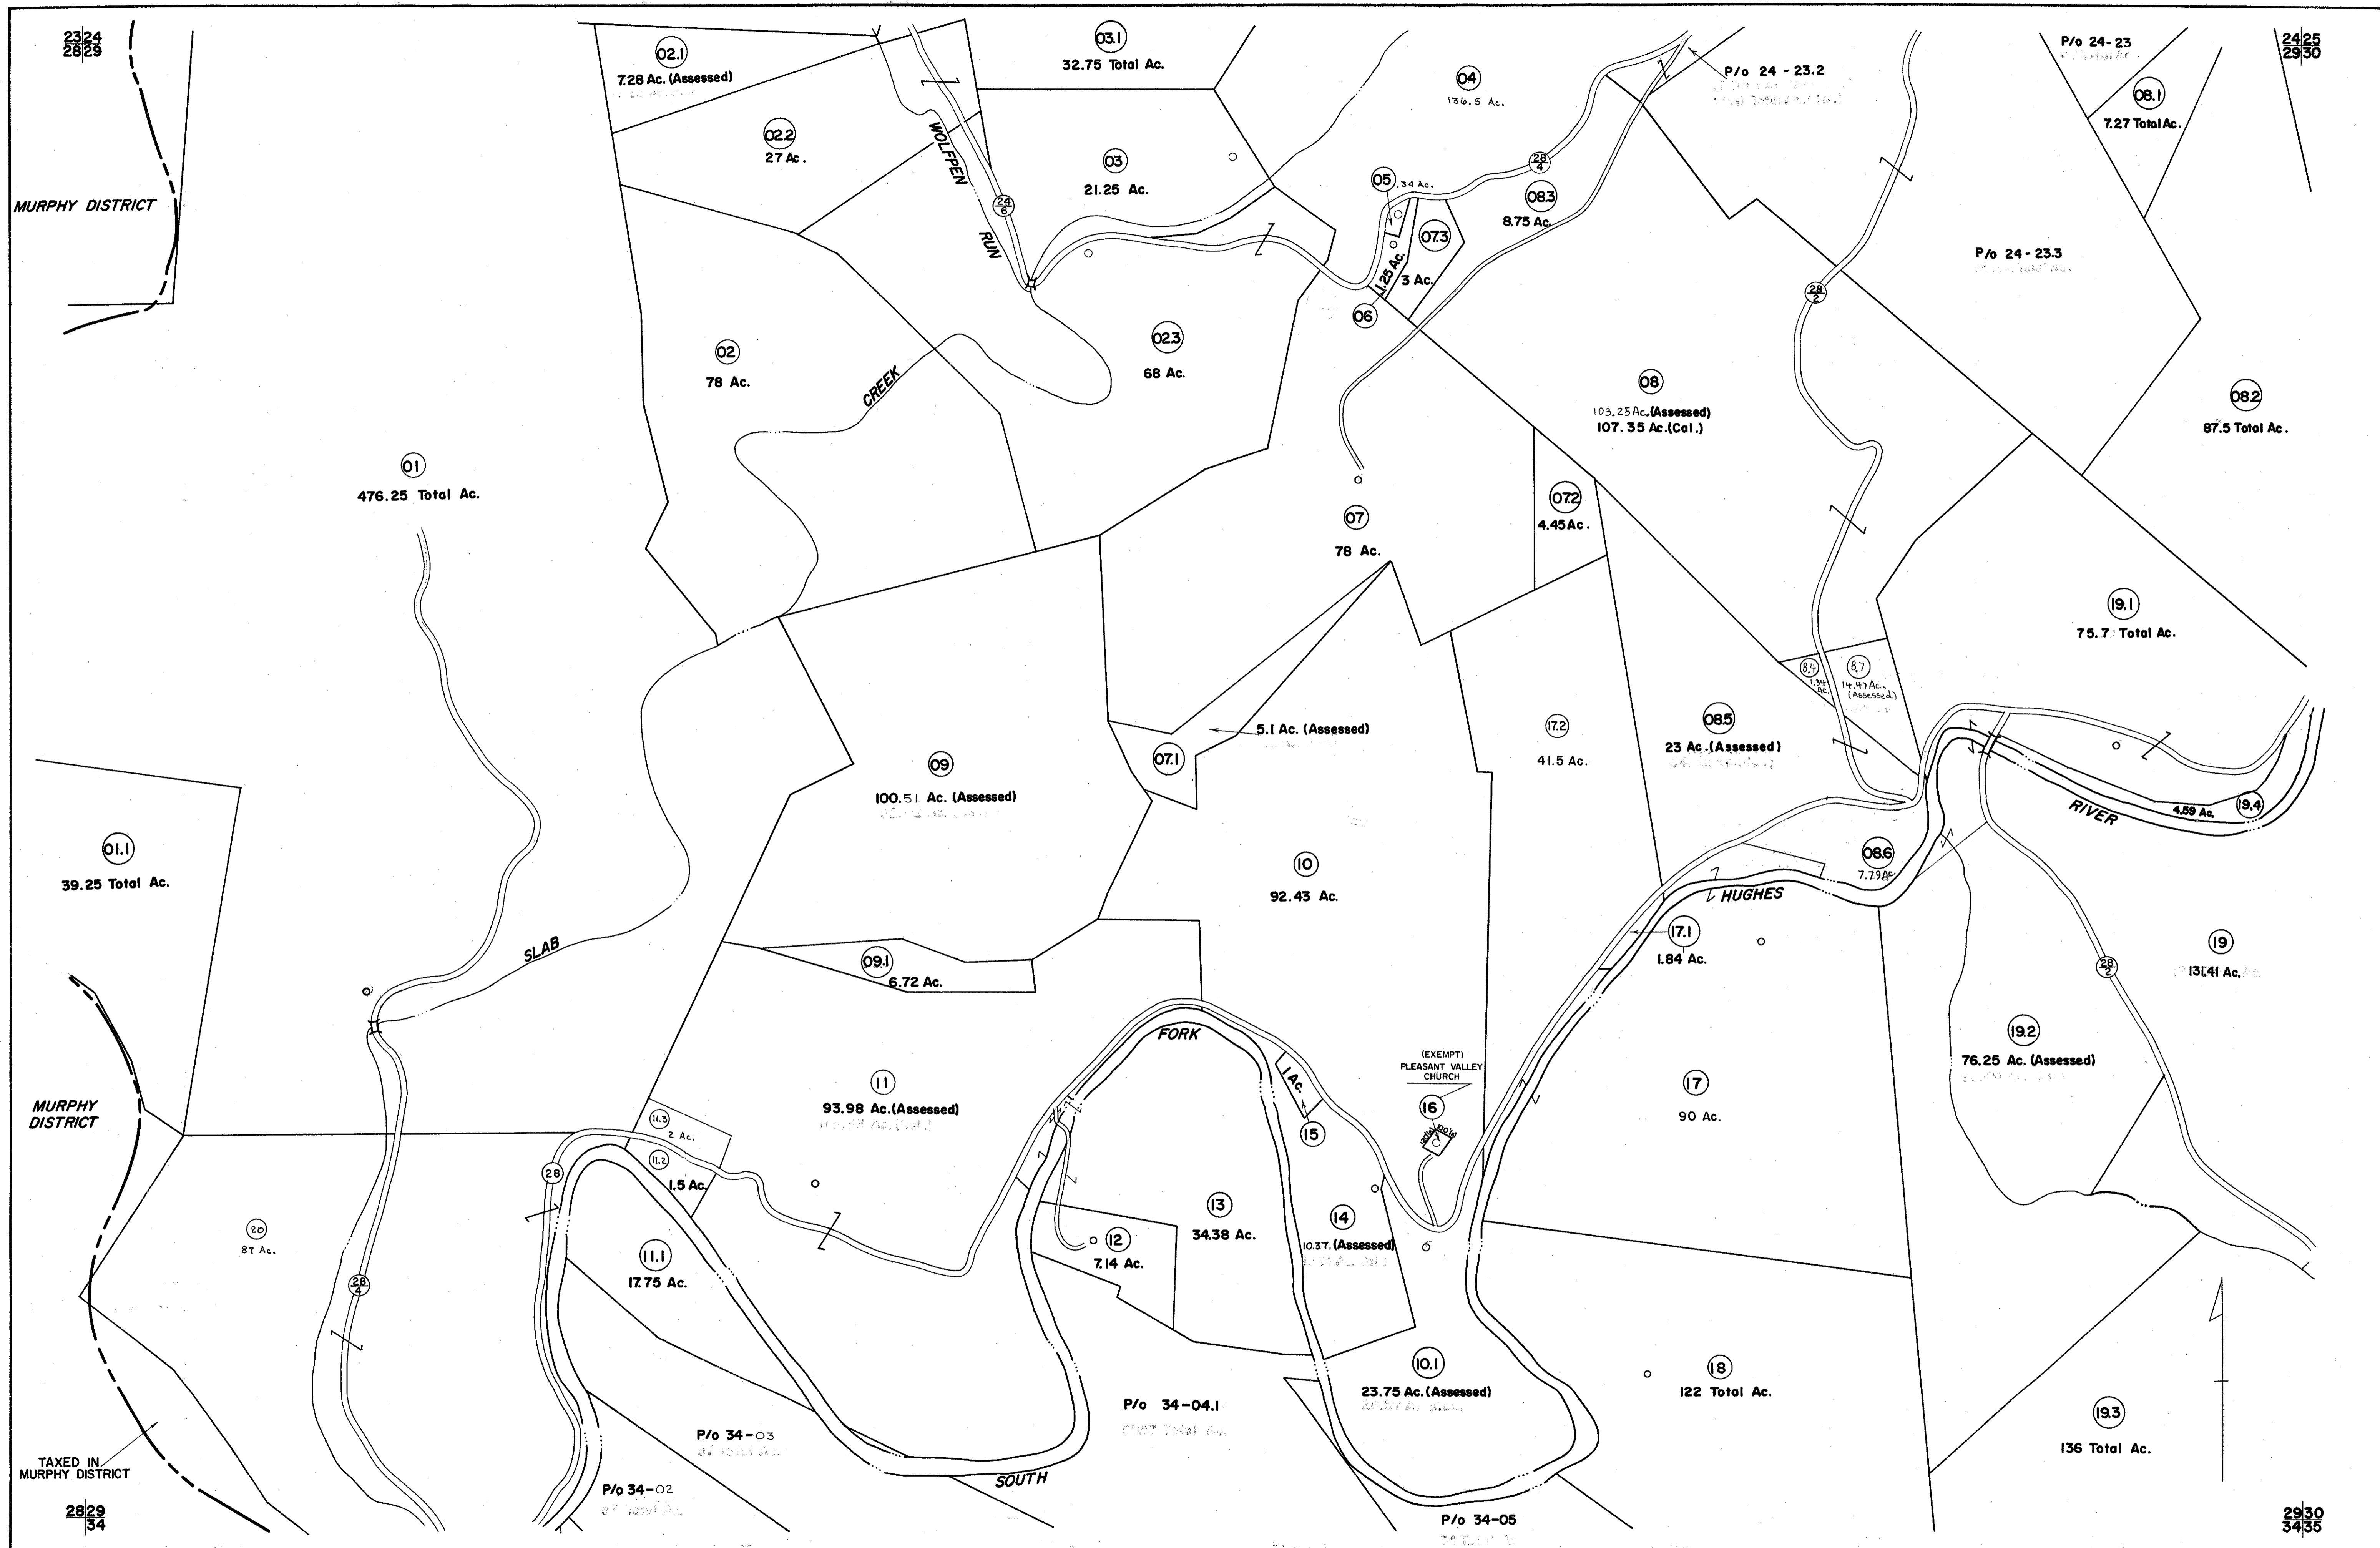 23 24
28 29
24 25
29 30
02.1
7.28 Ac. (Assessed)
03.1
32.75 Total Ac.
04
136.5 Ac.
P/o 24-23.2
P/o 24-23
08.1
7.27 Total Ac.
02.2
27 Ac.
WOLFPEN
RUN
24
6
03
21.25 Ac.
05
.34 Ac.
28
4
08.3
8.75 Ac.
07.3
3 Ac.
1.25 Ac.
06
MURPHY DISTRICT
P/o 24-23.3
28
2
02
78 Ac.
CREEK
02.3
68 Ac.
08
103.25 Ac. (Assessed)
107.35 Ac. (Cal.)
08.2
87.5 Total Ac.
01
476.25 Total Ac.
07
78 Ac.
07.2
4.45 Ac.
19.1
75.7 Total Ac.
8.4
1.34
Ac.
8.7
14.47 Ac.
(Assessed)
09
100.51 Ac. (Assessed)
07.1
5.1 Ac. (Assessed)
17.2
41.5 Ac.
08.5
23 Ac. (Assessed)
19.4
4.59 Ac.
RIVER
01.1
39.25 Total Ac.
10
92.43 Ac.
08.6
7.79 Ac.
HUGHES
17.1
1.84 Ac.
SLAB
09.1
6.72 Ac.
28
2
19
131.41 Ac.
FORK
19.2
76.25 Ac. (Assessed)
MURPHY
DISTRICT
11
93.98 Ac. (Assessed)
11.3
2 Ac.
11.2
1.5 Ac.
1 Ac.
15
(EXEMPT)
PLEASANT VALLEY
CHURCH
16
17
90 Ac.
28
20
87 Ac.
28
4
11.1
17.75 Ac.
12
7.14 Ac.
13
34.38 Ac.
14
10.37 (Assessed)
10.1
23.75 Ac. (Assessed)
18
122 Total Ac.
19.3
136 Total Ac.
P/o 34-04.1
P/o 34-03
P/o 34-02
SOUTH
P/o 34-05
TAXED IN
MURPHY DISTRICT
28 29
34
29 30
34 35